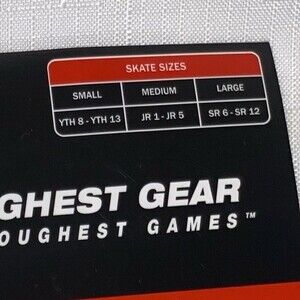 SKATE SIZES
SMALL MEDIUM LARGE
YTH 8 - YTH 13 JR 1 - JR 5 SR 6 - SR 12
GHEST GEAR
OUGHEST GAMES™